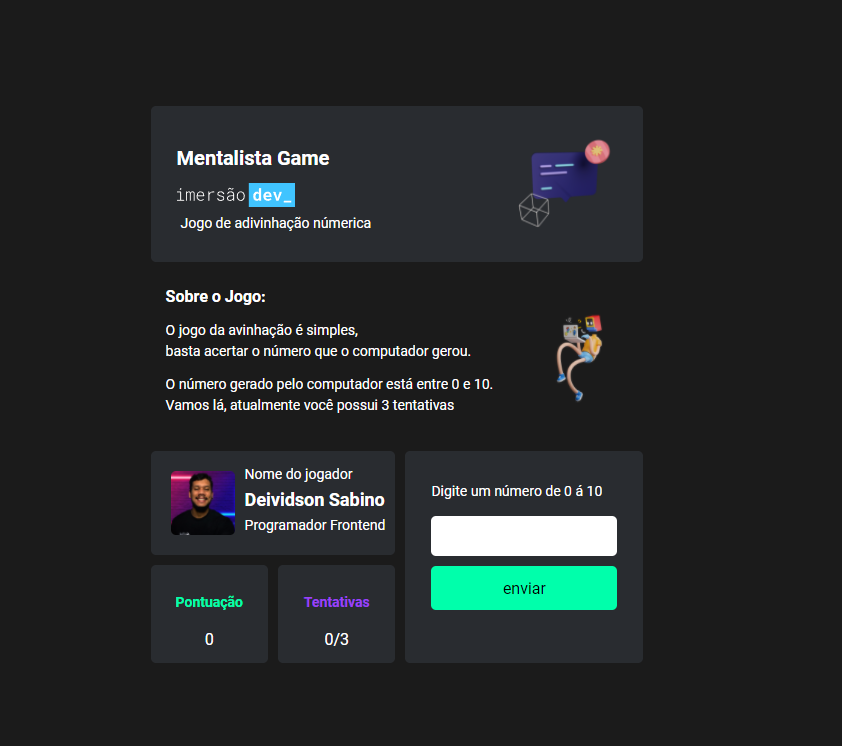 Mentalista Game
imersão dev_
Jogo de adivinhação númerica
Sobre o Jogo:
O jogo da avinhação é simples,
basta acertar o número que o computador gerou.
O número gerado pelo computador está entre 0 e 10.
Vamos lá, atualmente você possui 3 tentativas
Nome do jogador
Deividson Sabino
Programador Frontend
Pontuação
0
Tentativas
0/3
Digite um número de 0 á 10
enviar